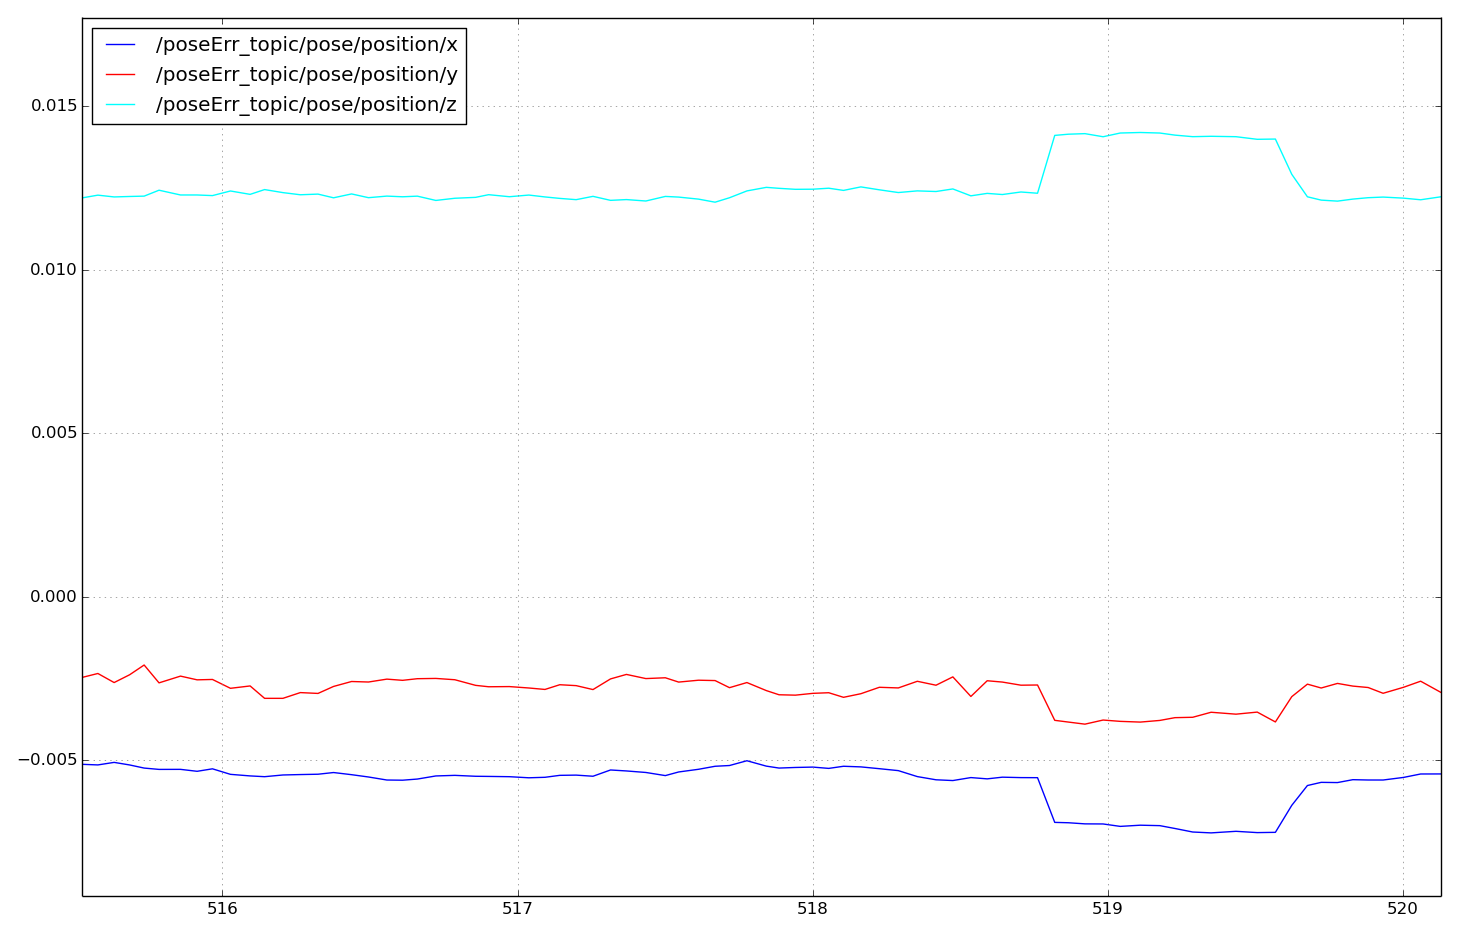 /poseErr_topic/pose/position/x
/poseErr_topic/pose/position/y
/poseErr_topic/pose/position/z
0.015
0.010
0.005
0.000
−0.005
516 517 518 519 520